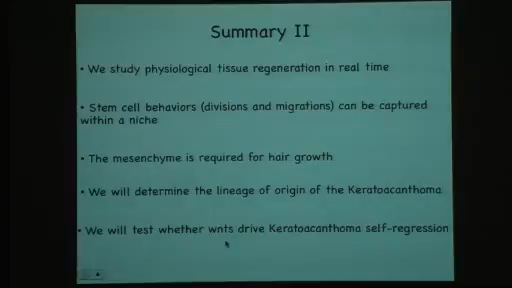 Summary II
• We study physiological tissue regeneration in real time
• Stem cell behaviors (divisions and migrations) can be captured
within a niche
• The mesenchyme is required for hair growth
• We will determine the lineage of origin of the Keratoacanthoma
• We will test whether wnts drive Keratoacanthoma self-regression